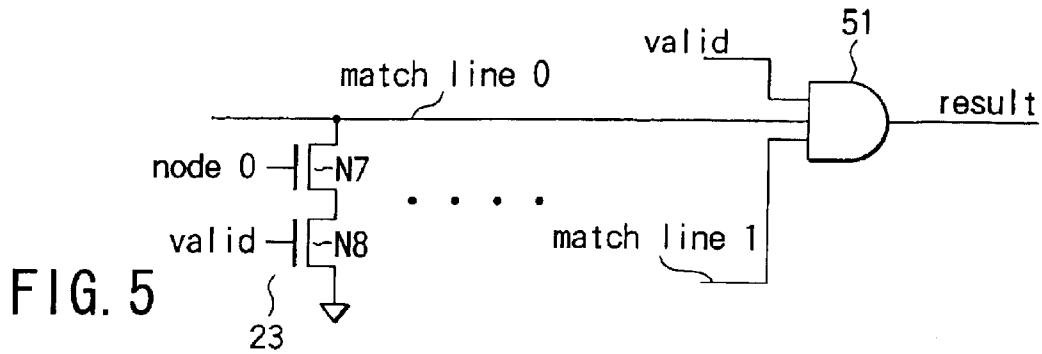 51
valid
match line 0
result
node 0
N7
valid
N8
match line 1
FIG. 5
23